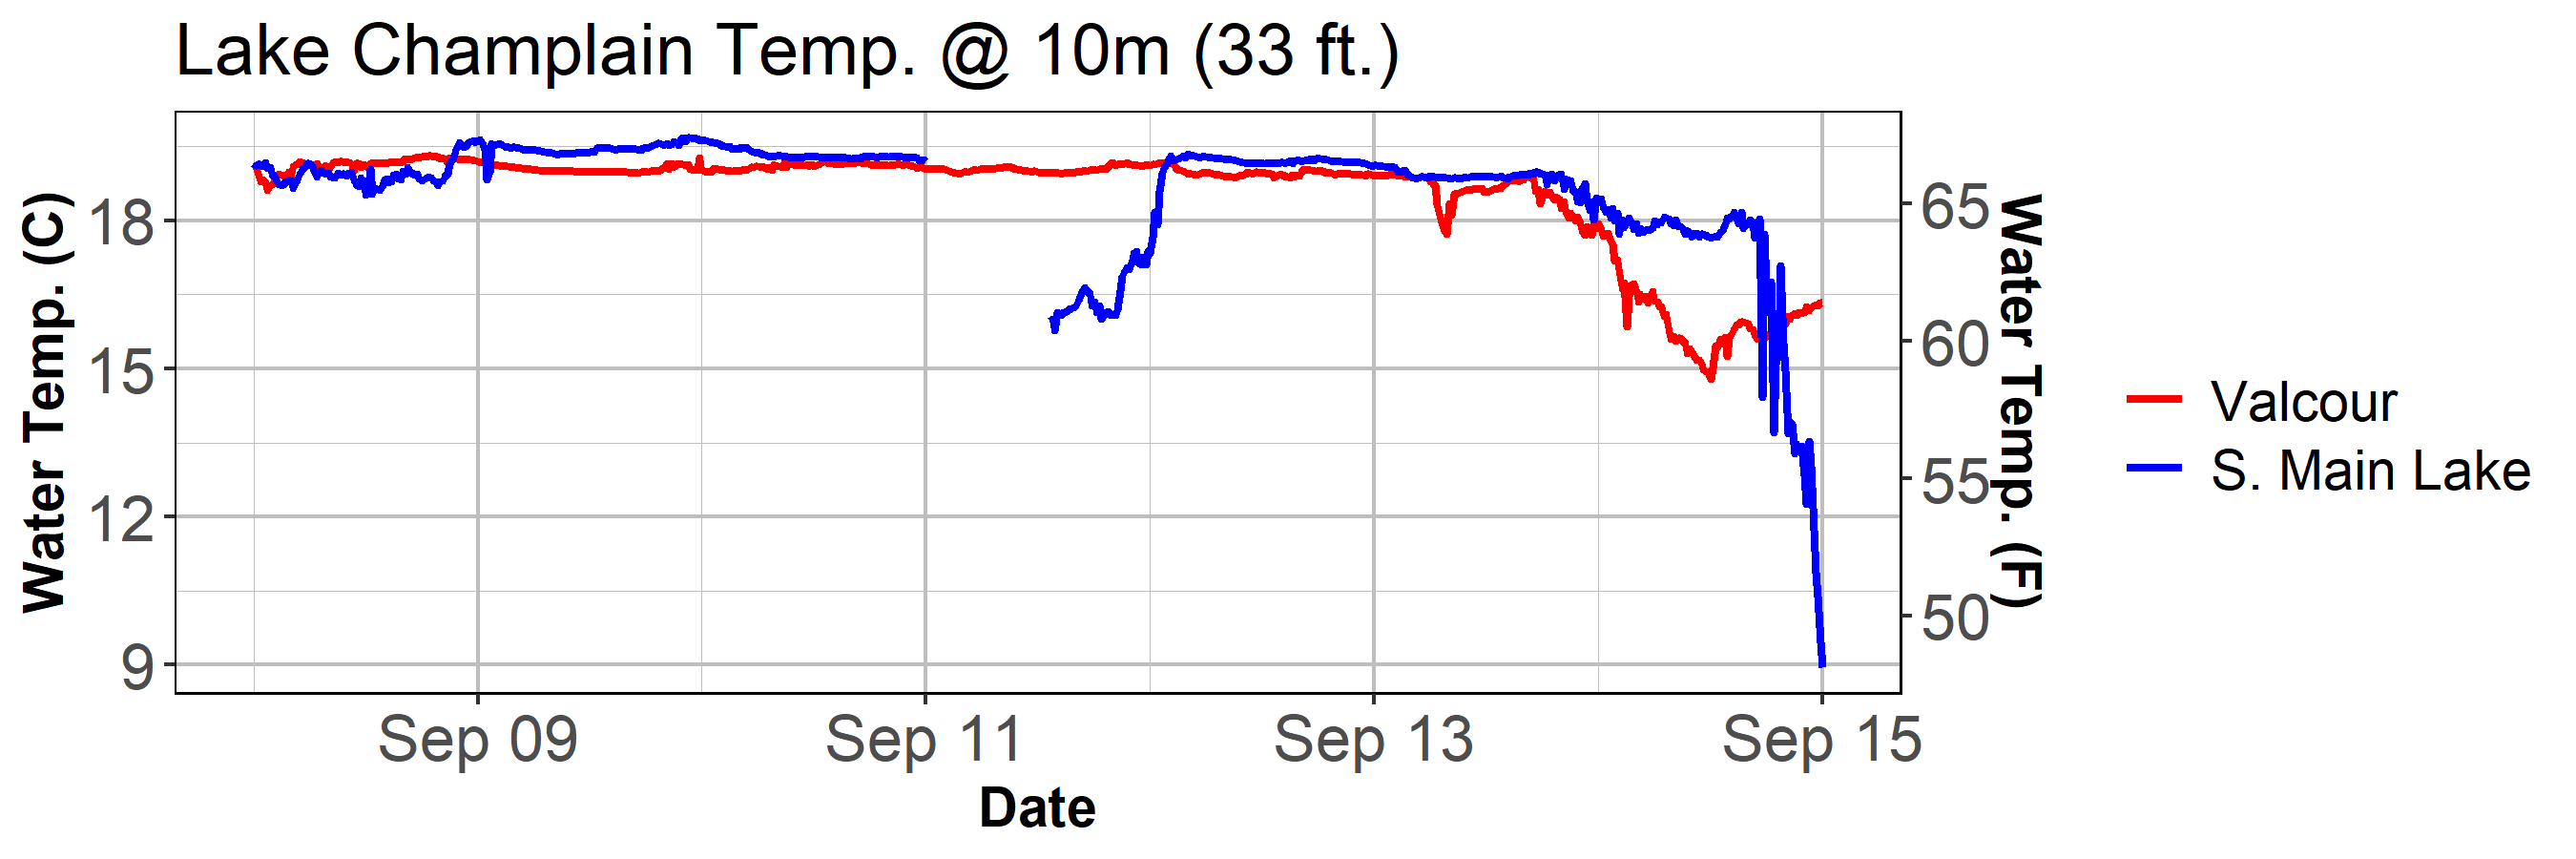 Lake Champlain Temp. @ 10m (33 ft.)
Water Temp. (C)
18
15
12
9
65
60
55
50
Water Temp. (F)
Sep 09
Sep 11
Sep 13
Sep 15
Date
Valcour
S. Main Lake